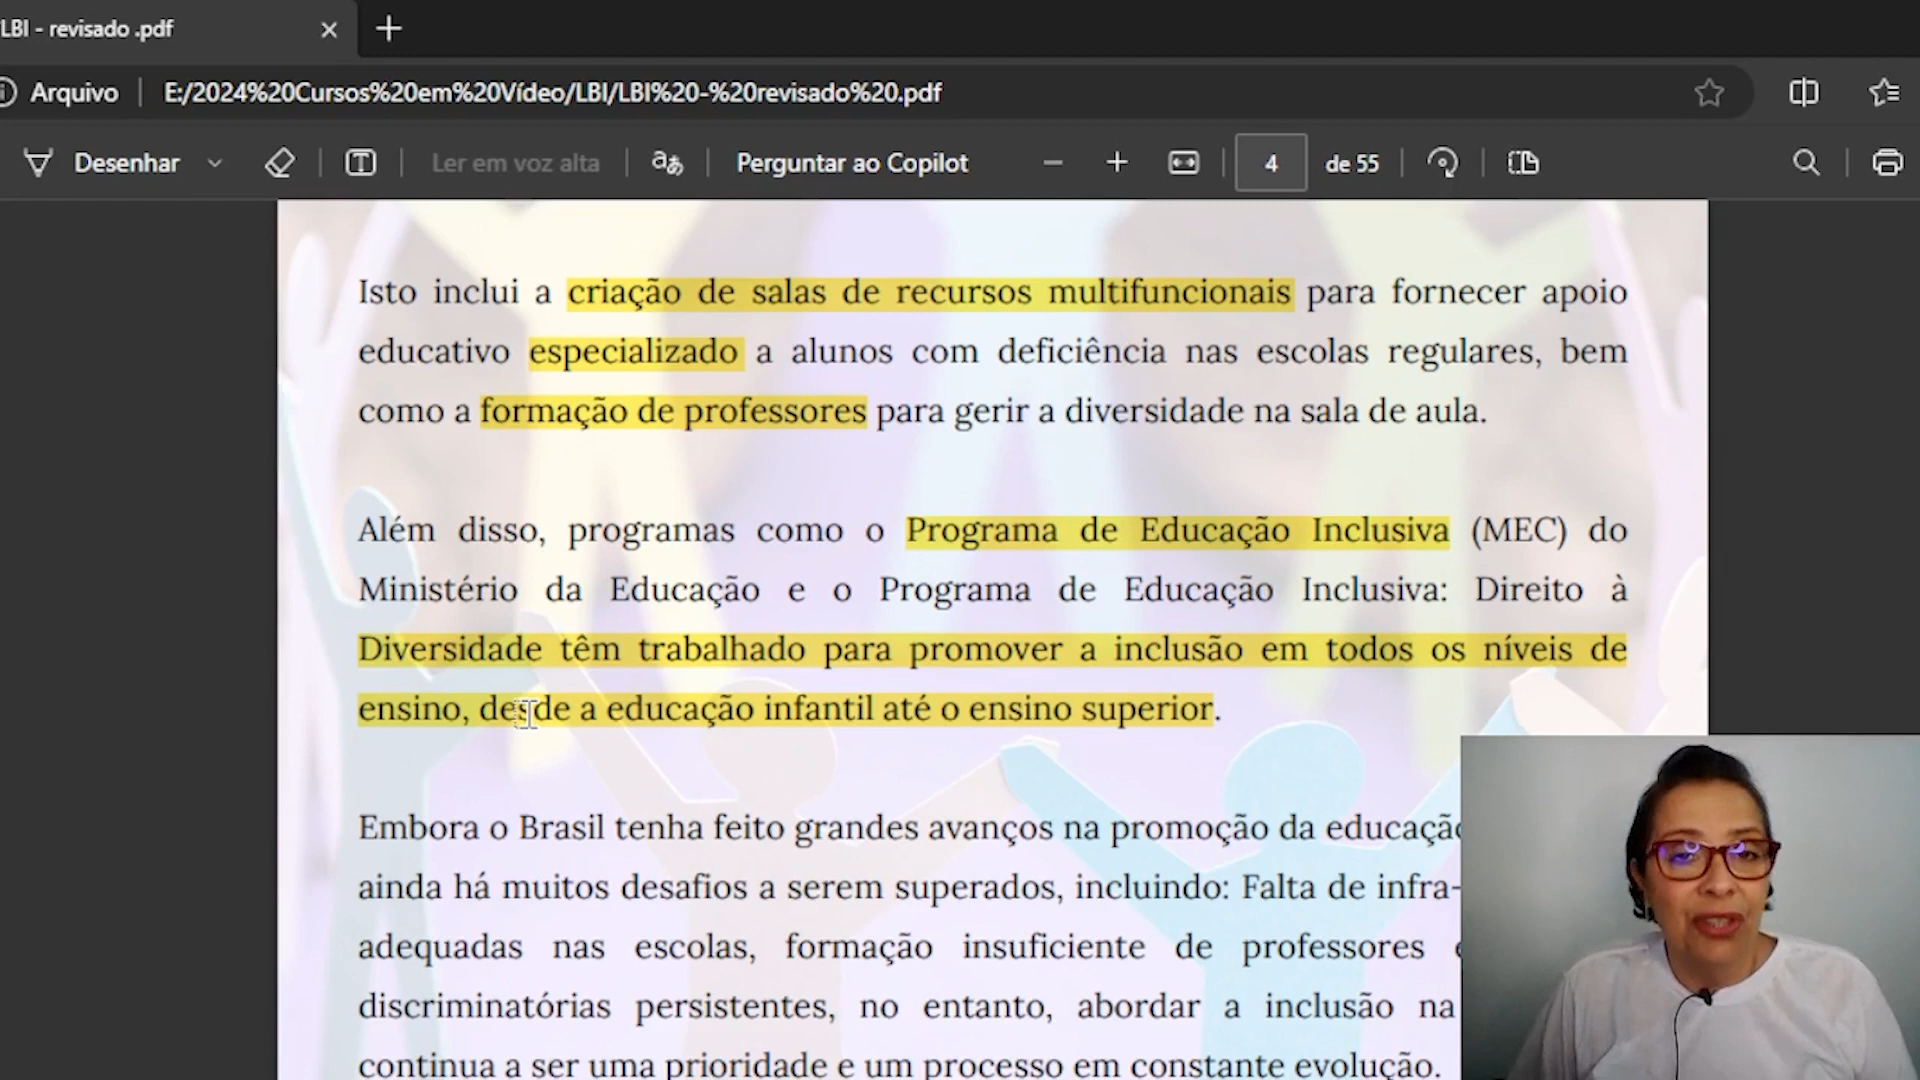 LBI - revisado .pdf
Arquivo E:/2024%20Cursos%20em%20Vídeo/LBI/LBI%20-%20revisado%20.pdf
Desenhar Ler em voz alta aあ Perguntar ao Copilot 4 de 55
Isto inclui a criação de salas de recursos multifuncionais para fornecer apoio
educativo especializado a alunos com deficiência nas escolas regulares, bem
como a formação de professores para gerir a diversidade na sala de aula.
Além disso, programas como o Programa de Educação Inclusiva (MEC) do
Ministério da Educação e o Programa de Educação Inclusiva: Direito à
Diversidade têm trabalhado para promover a inclusão em todos os níveis de
ensino, desde a educação infantil até o ensino superior.
Embora o Brasil tenha feito grandes avanços na promoção da educaçã
ainda há muitos desafios a serem superados, incluindo: Falta de infra-
adequadas nas escolas, formação insuficiente de professores
discriminatórias persistentes, no entanto, abordar a inclusão na
continua a ser uma prioridade e um processo em constante evolução.